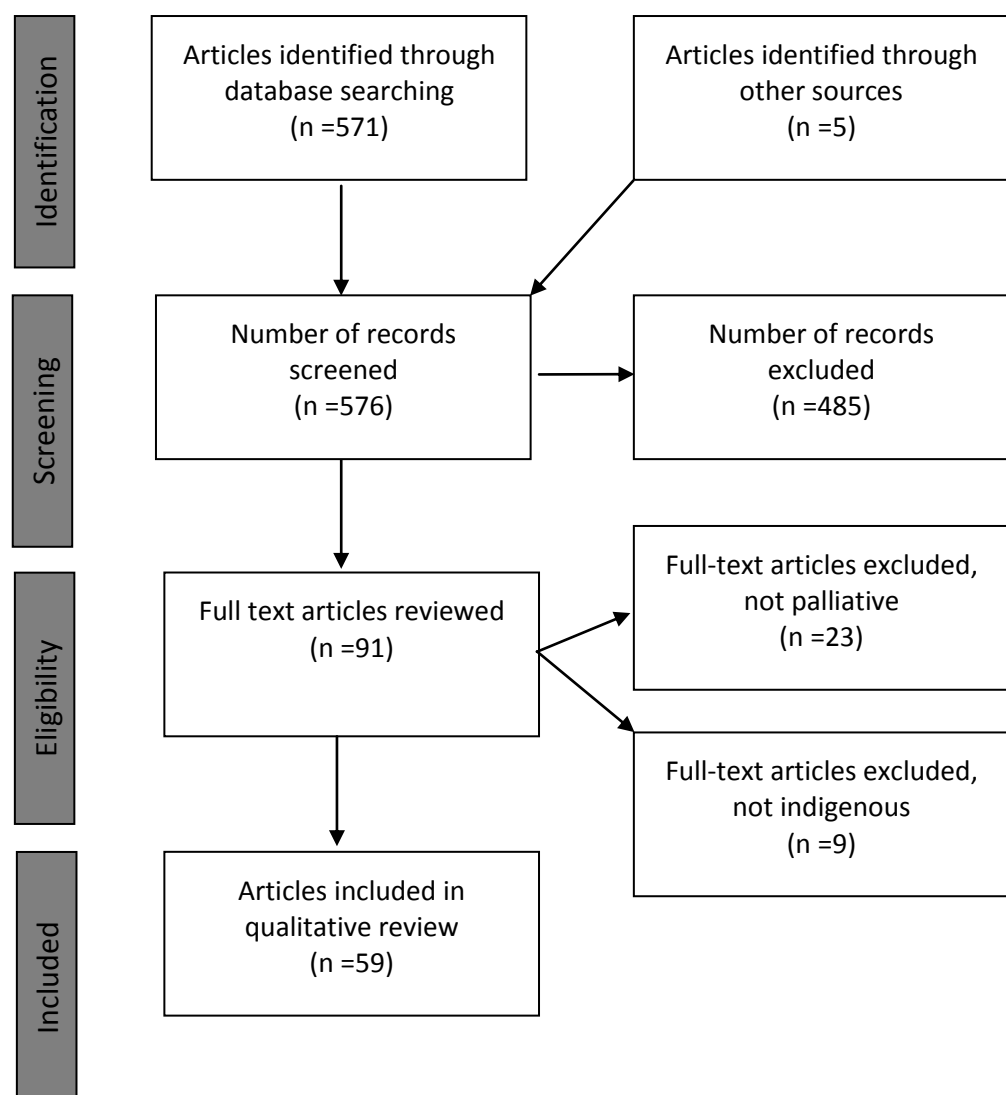 Identification
Articles identified through
database searching
(n =571)
Articles identified through
other sources
(n =5)
Screening
Number of records
screened
(n =576)
Number of records
excluded
(n =485)
Eligibility
Full text articles reviewed
(n =91)
Full-text articles excluded,
not palliative
(n =23)
Full-text articles excluded,
not indigenous
(n =9)
Included
Articles included in
qualitative review
(n =59)